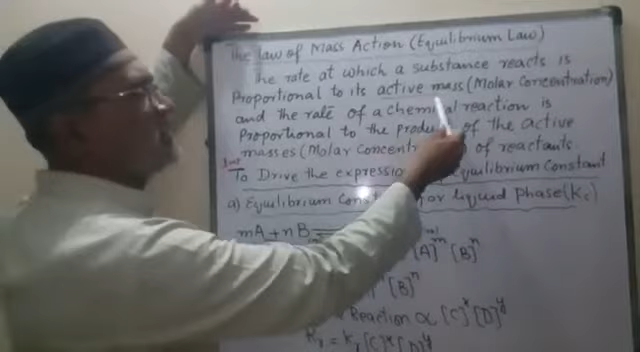 The Law of Mass Action (Equilibrium Law)
The rate at which a substance reacts is
Proportional to its active mass (Molar Concentration)
and the rate of a chemical reaction is
Proportional to the product of the active
masses (Molar Concentr of reactants
To Drive the expressio Equilibrium Constant
a) Equilibrium Con for liquid Phase (Kc)
mA + nB
[A]^m [B]^n
[B]^n
Reaction ∝ [C]^x [D]^y
[C]^x [D]^y